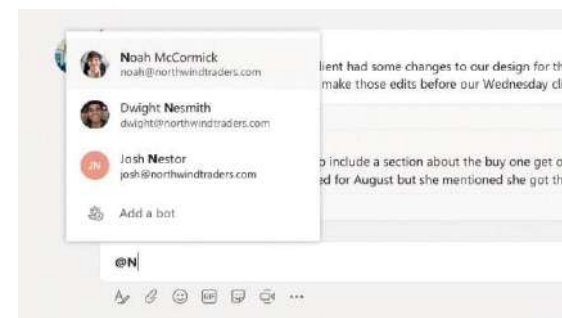 Noah McCormick
noah@northwindtraders.com
Dwight Nesmith
dwight@northwindtraders.com
JN
Josh Nestor
josh@northwindtraders.com
Add a bot
lient had some changes to our design for th
make those edits before our Wednesday cli
o include a section about the buy one get o
ed for August but she mentioned she got th
@N
GIF